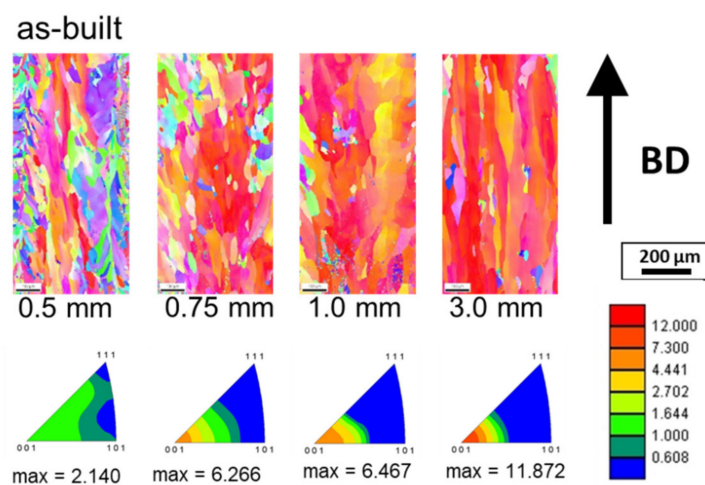 as-built
BD
200 µm
0.5 mm
0.75 mm
1.0 mm
3.0 mm
111
001
101
max = 2.140
111
001
101
max = 6.266
111
001
101
max = 6.467
111
001
101
max = 11.872
12.000
7.300
4.441
2.702
1.644
1.000
0.608